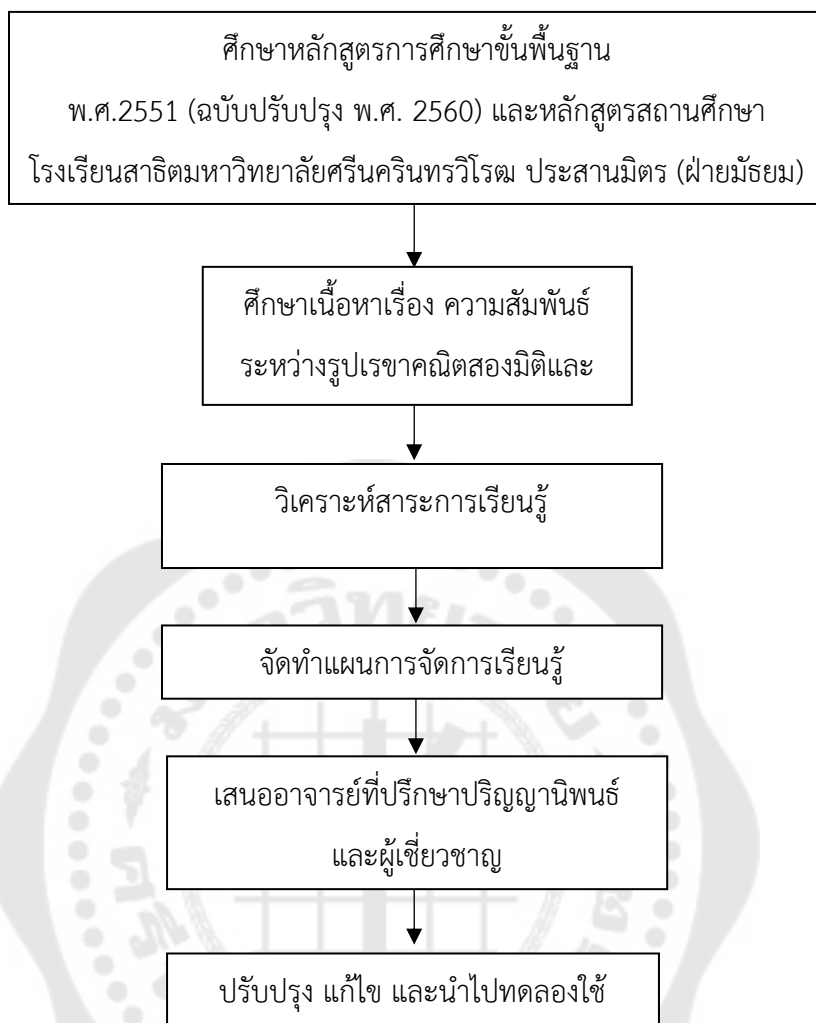 ศึกษาหลักสูตรการศึกษาขั้นพื้นฐาน
พ.ศ.2551 (ฉบับปรับปรุง พ.ศ. 2560) และหลักสูตรสถานศึกษา
โรงเรียนสาธิตมหาวิทยาลัยศรีนครินทรวิโรฒ ประสานมิตร (ฝ่ายมัธยม)
ศึกษาเนื้อหาเรื่อง ความสัมพันธ์
ระหว่างรูปเรขาคณิตสองมิติและ
วิเคราะห์สาระการเรียนรู้
จัดทำแผนการจัดการเรียนรู้
เสนออาจารย์ที่ปรึกษาปริญญานิพนธ์
และผู้เชี่ยวชาญ
ปรับปรุง แก้ไข และนำไปทดลองใช้